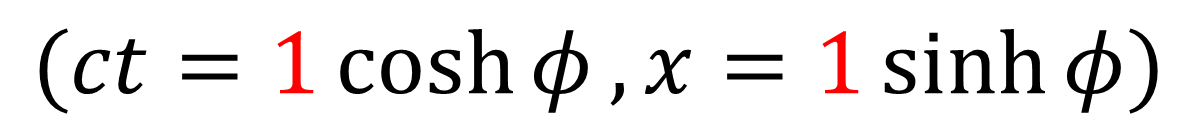 (ct = 1 cosh ϕ , x = 1 sinh ϕ)